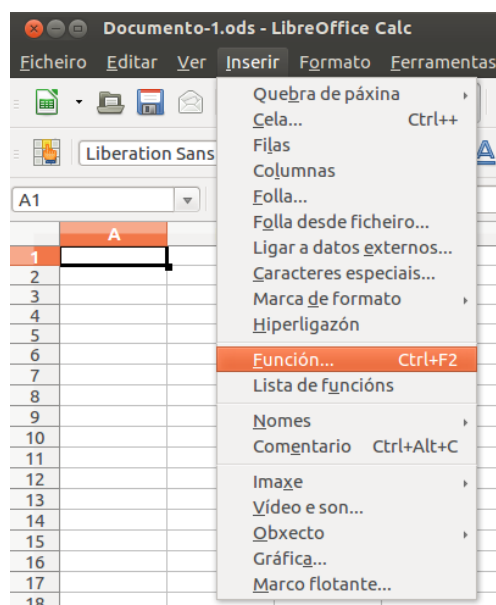 Documento-1.ods - LibreOffice Calc
Ficheiro Editar Ver Inserir Formato Ferramentas
Liberation Sans
A1
A
1
2
3
4
5
6
7
8
9
10
11
12
13
14
15
16
17
18
Quebra de páxina
Cela... Ctrl++
Filas
Columnas
Folla...
Folla desde ficheiro...
Ligar a datos externos...
Caracteres especiais...
Marca de formato
Hiperligazón
Función... Ctrl+F2
Lista de funcións
Nomes
Comentario Ctrl+Alt+C
Imaxe
Vídeo e son...
Obxecto
Gráfica...
Marco flotante...